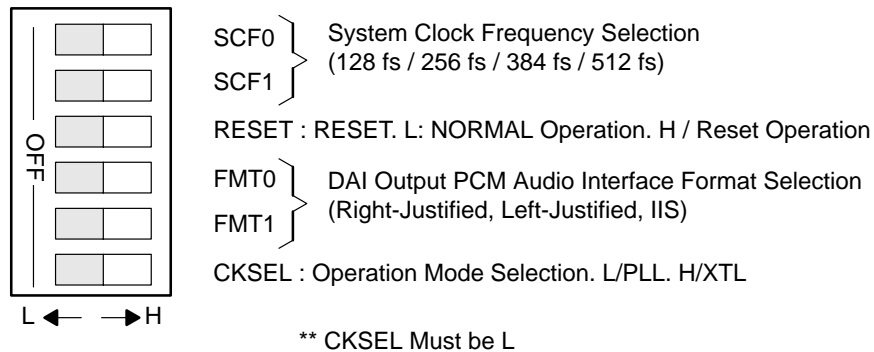 OFF
SCF0
SCF1
System Clock Frequency Selection
(128 fs / 256 fs / 384 fs / 512 fs)
RESET : RESET. L: NORMAL Operation. H / Reset Operation
FMT0
FMT1
DAI Output PCM Audio Interface Format Selection
(Right-Justified, Left-Justified, IIS)
CKSEL : Operation Mode Selection. L/PLL. H/XTL
L H
** CKSEL Must be L